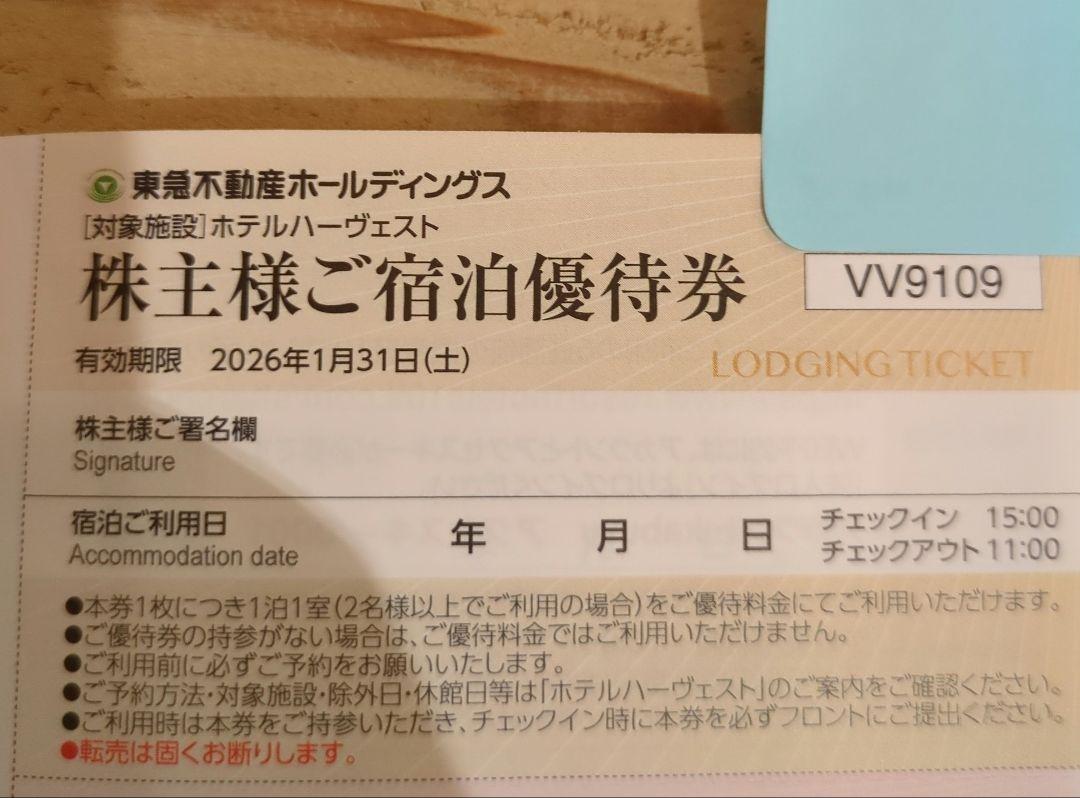 東急不動産ホールディングス
[対象施設]ホテルハーヴェスト
株主様ご宿泊優待券
VV9109
有効期限 2026年1月31日(土)
LODGING TICKET
株主様ご署名欄
Signature
宿泊ご利用日
Accommodation date
年 月 日
チェックイン 15:00
チェックアウト 11:00
●本券1枚につき1泊1室(2名様以上でご利用の場合)をご優待料金にてご利用いただけます。
●ご優待券の持参がない場合は、ご優待料金ではご利用いただけません。
●ご利用前に必ずご予約をお願いいたします。
●ご予約方法・対象施設・除外日・休館日等は「ホテルハーヴェスト」のご案内をご確認ください。
●ご利用時は本券をご持参いただき、チェックイン時に本券を必ずフロントにご提出ください。
●転売は固くお断りします。